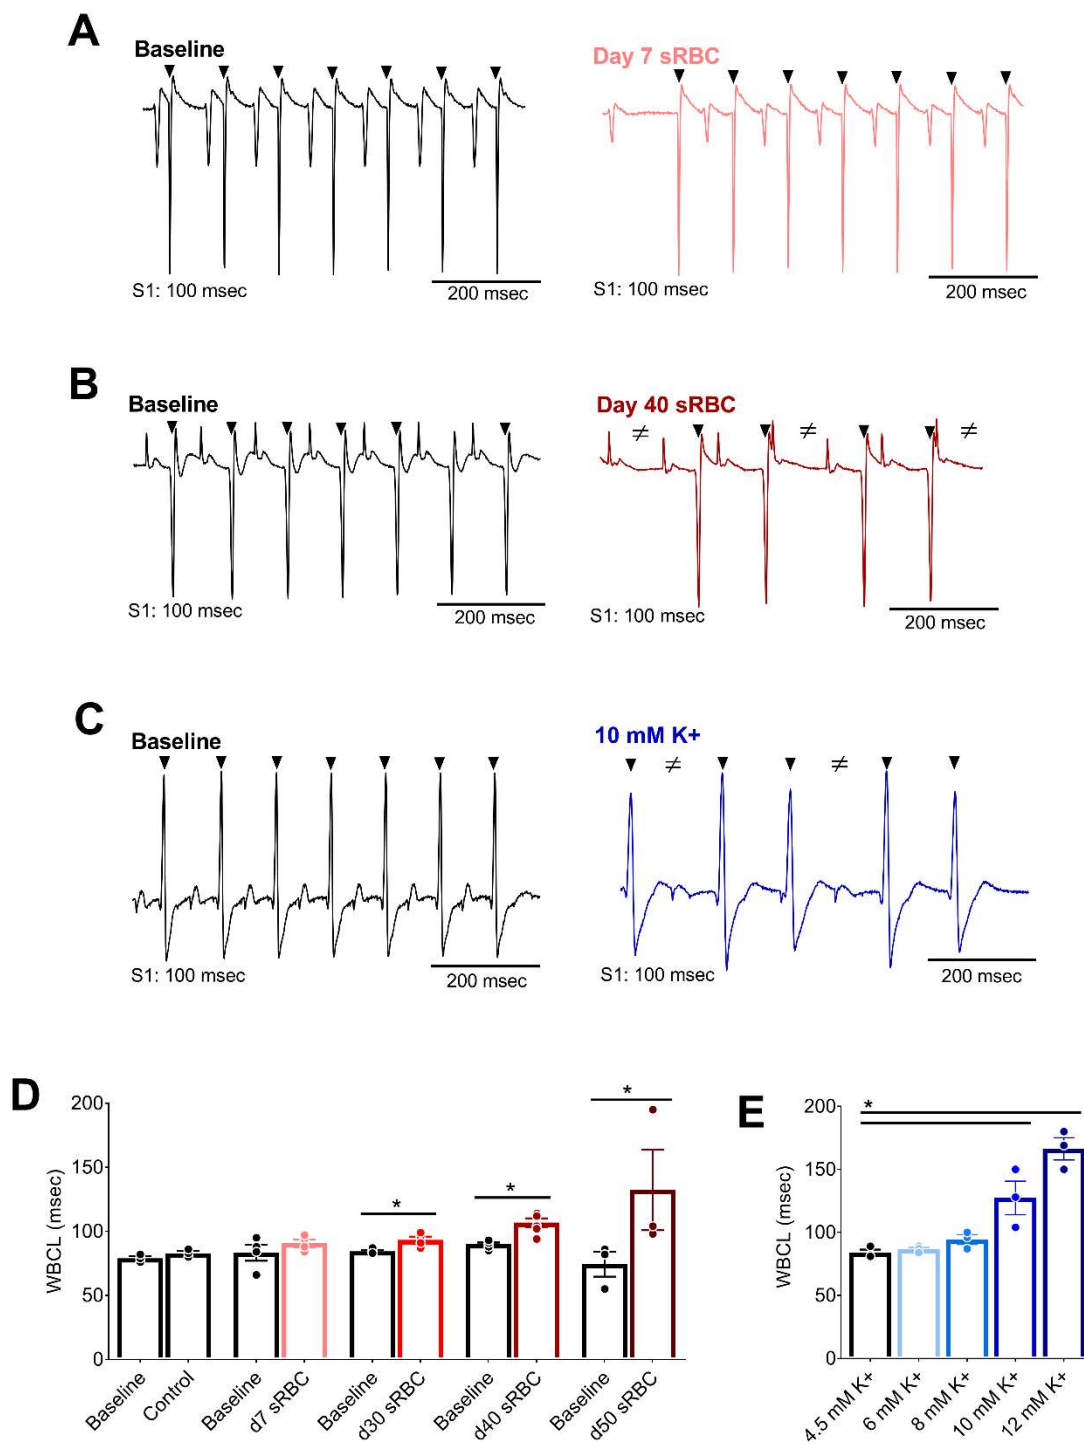 A
Baseline
Day 7 sRBC
S1: 100 msec
200 msec
S1: 100 msec
200 msec
B
Baseline
Day 40 sRBC
≠ ≠ ≠
S1: 100 msec
200 msec
S1: 100 msec
200 msec
C
Baseline
10 mM K+
≠ ≠
S1: 100 msec
200 msec
S1: 100 msec
200 msec
D
WBCL (msec)
200
150
100
50
0
*
*
*
Baseline
Control
Baseline
d7 sRBC
Baseline
d30 sRBC
Baseline
d40 sRBC
Baseline
d50 sRBC
E
WBCL (msec)
200
150
100
50
0
*
4.5 mM K+
6 mM K+
8 mM K+
10 mM K+
12 mM K+